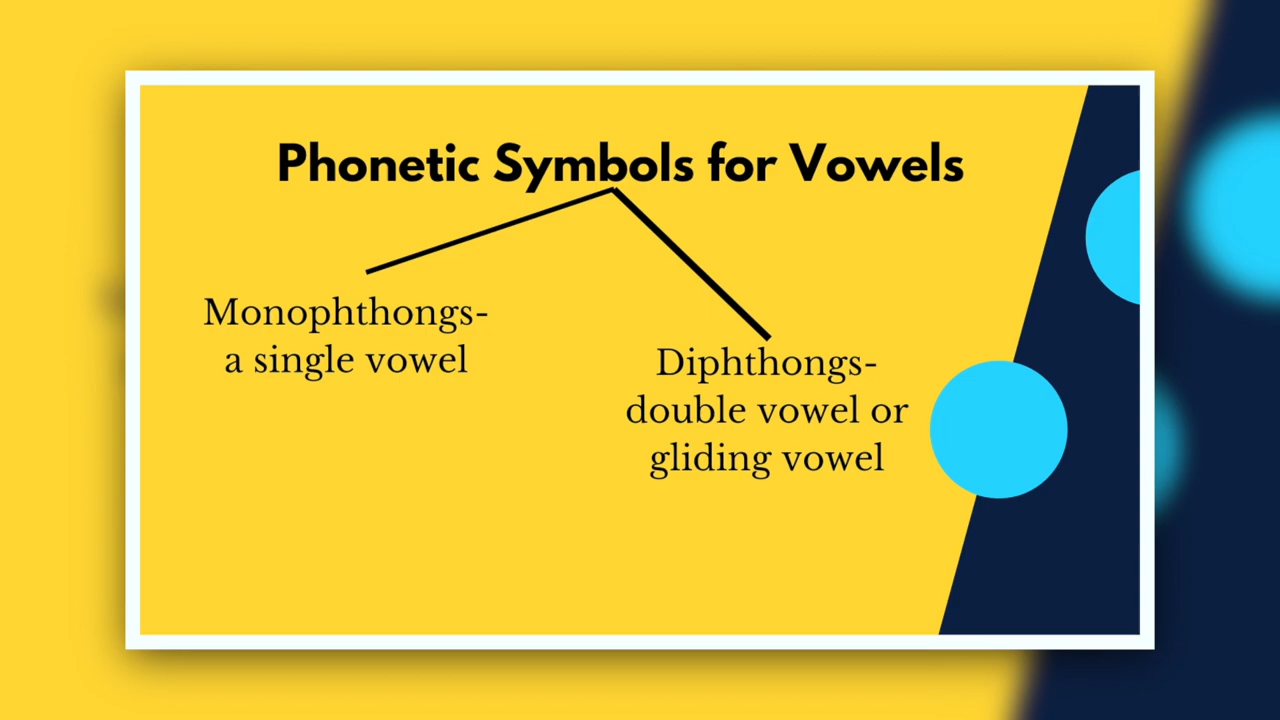 Phonetic Symbols for Vowels
Monophthongs-
a single vowel
Diphthongs-
double vowel or
gliding vowel